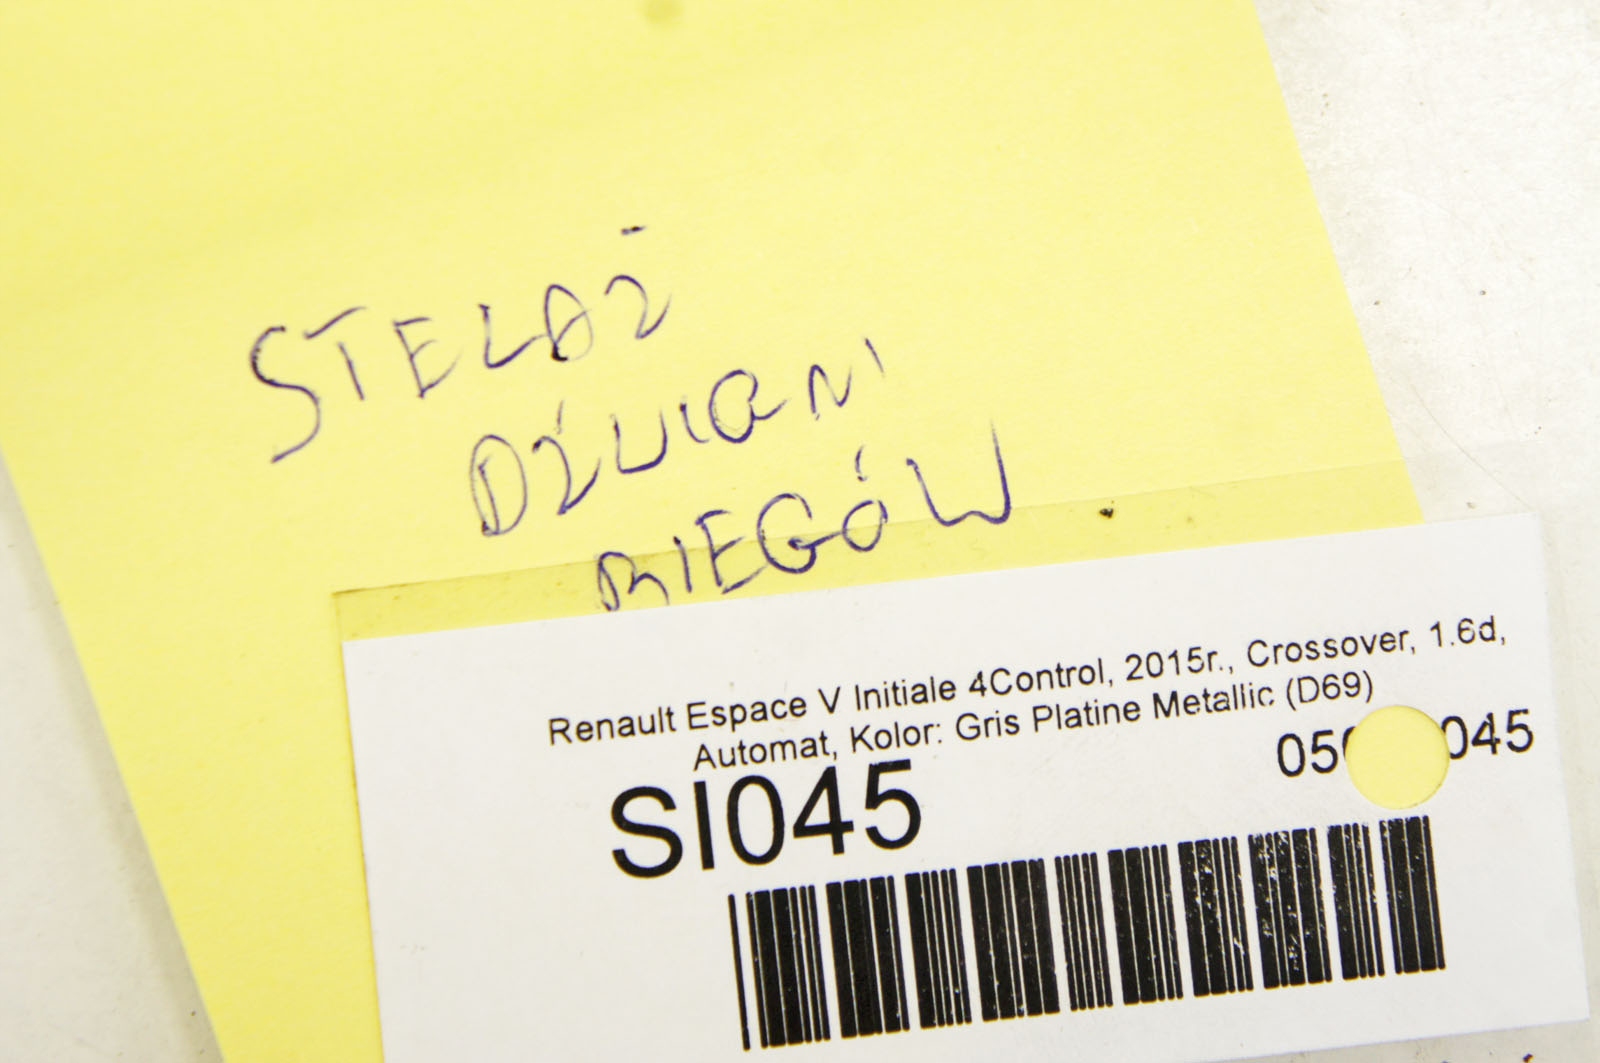 STELAŻ
DŹWIGNI
BIEGÓW
Renault Espace V Initiale 4Control, 2015r., Crossover, 1.6d,
Automat, Kolor: Gris Platine Metallic (D69)
SI045